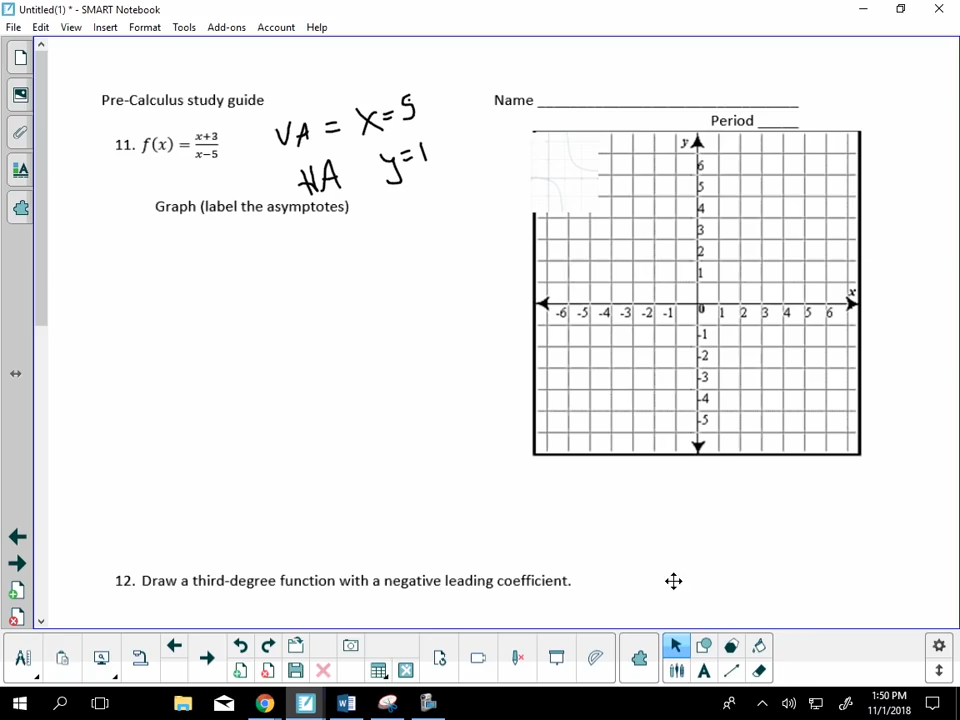 Untitled(1) * - SMART Notebook
File Edit View Insert Format Tools Add-ons Account Help
Pre-Calculus study guide
Name
Period
11. f(x) = x+3/x−5
VA = X=5
HA y=1
Graph (label the asymptotes)
y
6
5
4
3
2
1
x
-6 -5 -4 -3 -2 -1 0 1 2 3 4 5 6
-1
-2
-3
-4
-5
12. Draw a third-degree function with a negative leading coefficient.
1:50 PM
11/1/2018